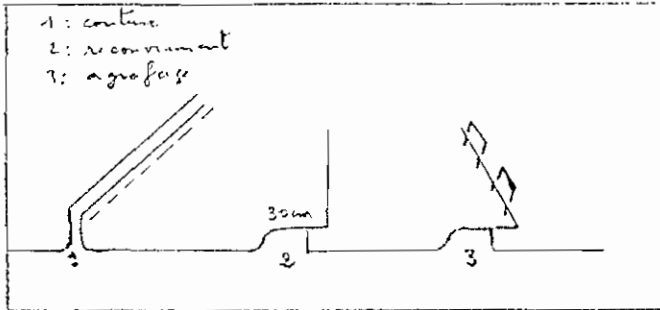 1: couture
2: recouvrement
3: agrafage
30cm
1
2
3